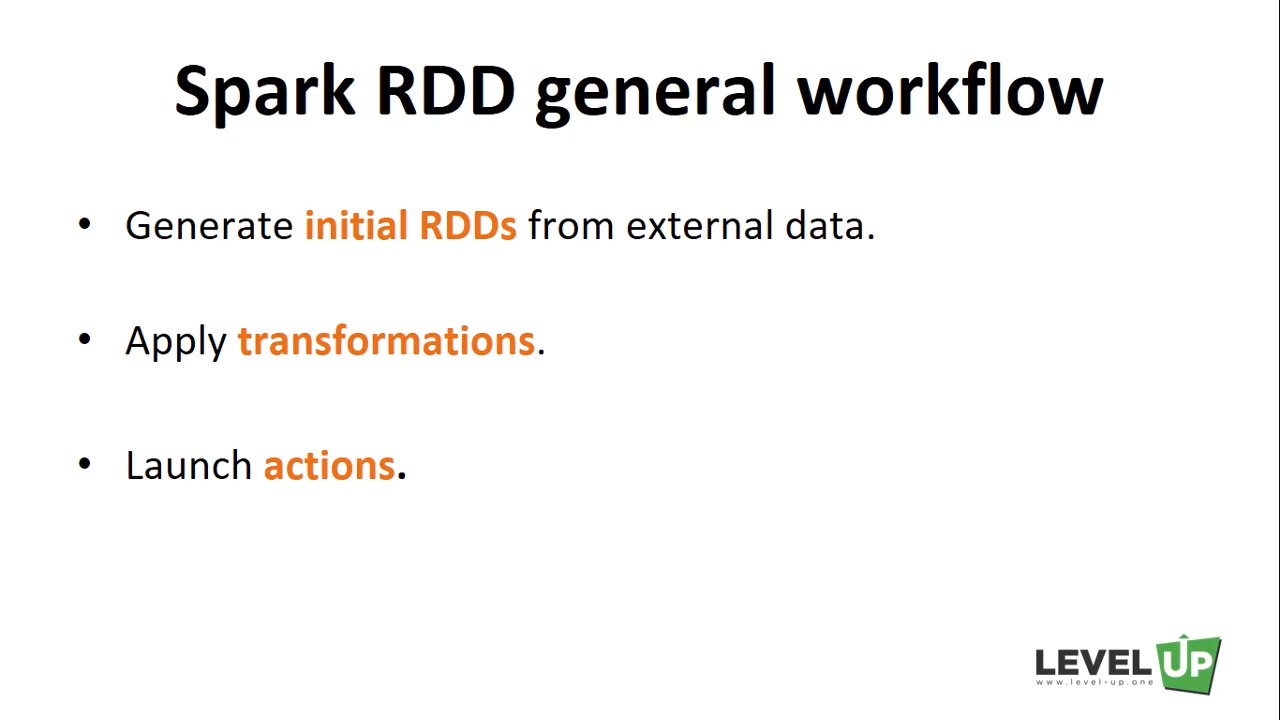 Spark RDD general workflow
• Generate initial RDDs from external data.
• Apply transformations.
• Launch actions.
LEVEL UP
www.level-up.one